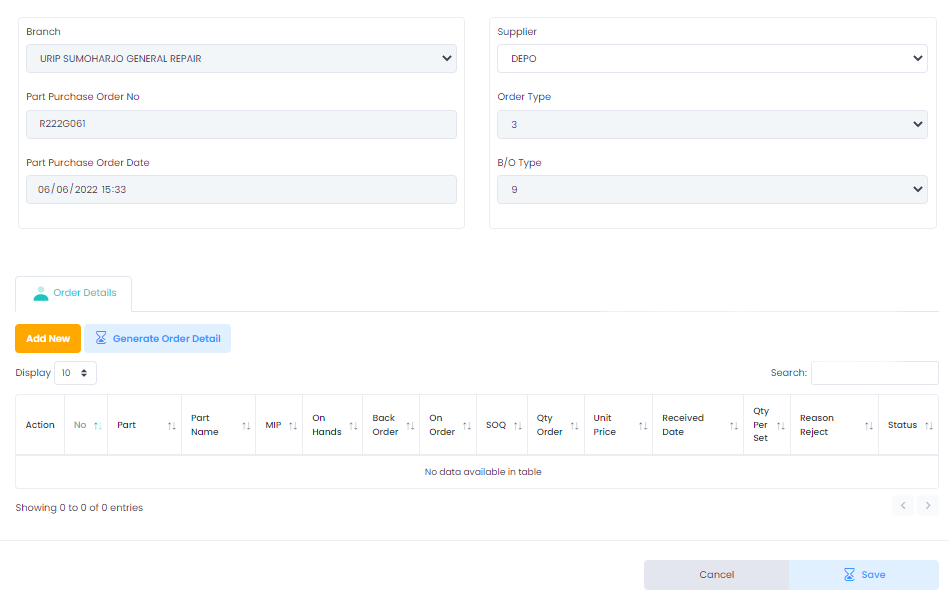 Branch
URIP SUMOHARJO GENERAL REPAIR
Part Purchase Order No
R222G061
Part Purchase Order Date
06/06/2022 15:33
Supplier
DEPO
Order Type
3
B/O Type
9
Order Details
Add New
Generate Order Detail
Display 10
Search:
Action
No
Part
Part
Name
MIP
On
Hands
Back
Order
On
Order
SOQ
Qty
Order
Unit
Price
Received
Date
Qty
Per
Set
Reason
Reject
Status
No data available in table
Showing 0 to 0 of 0 entries
Cancel
Save